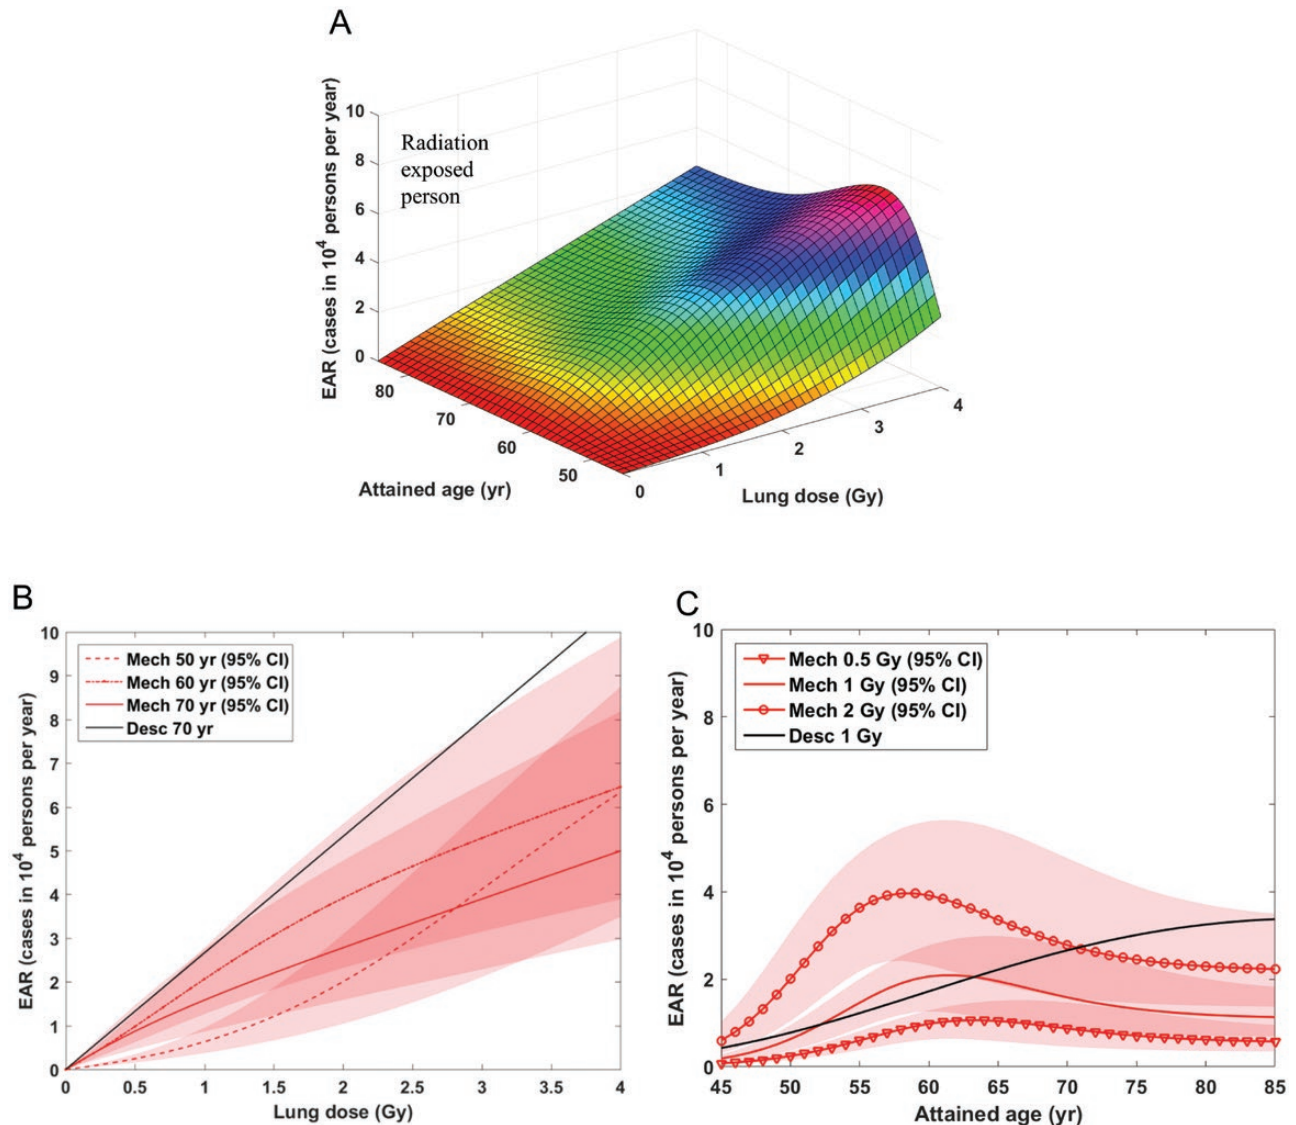 A
EAR (cases in 10⁴ persons per year)
10
8
6
4
2
0
Radiation
exposed
person
80
70
60
50
Attained age (yr)
0
1
2
3
4
Lung dose (Gy)
B
EAR (cases in 10⁴ persons per year)
10
9
8
7
6
5
4
3
2
1
0
Mech 50 yr (95% CI)
Mech 60 yr (95% CI)
Mech 70 yr (95% CI)
Desc 70 yr
0 0.5 1 1.5 2 2.5 3 3.5 4
Lung dose (Gy)
C
EAR (cases in 10⁴ persons per year)
10
8
6
4
2
0
Mech 0.5 Gy (95% CI)
Mech 1 Gy (95% CI)
Mech 2 Gy (95% CI)
Desc 1 Gy
45 50 55 60 65 70 75 80 85
Attained age (yr)